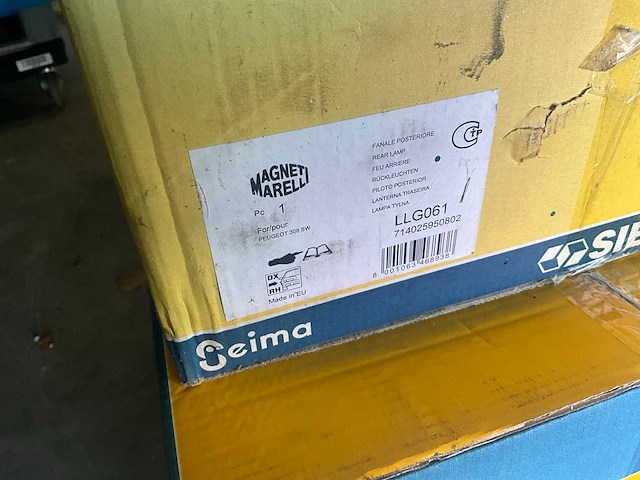 MAGNETI
MARELLI
Pc 1
For/pour
PEUGEOT 308 SW
DX
RH
Made in EU
FANALE POSTERIORE
REAR LAMP
FEU ARRIERE
RÜCKLEUCHTEN
PILOTO POSTERIOR
LANTERNA TRASEIRA
LAMPA TYLNA
LLG061
714025950802
8 001063 468938
seima
SIE